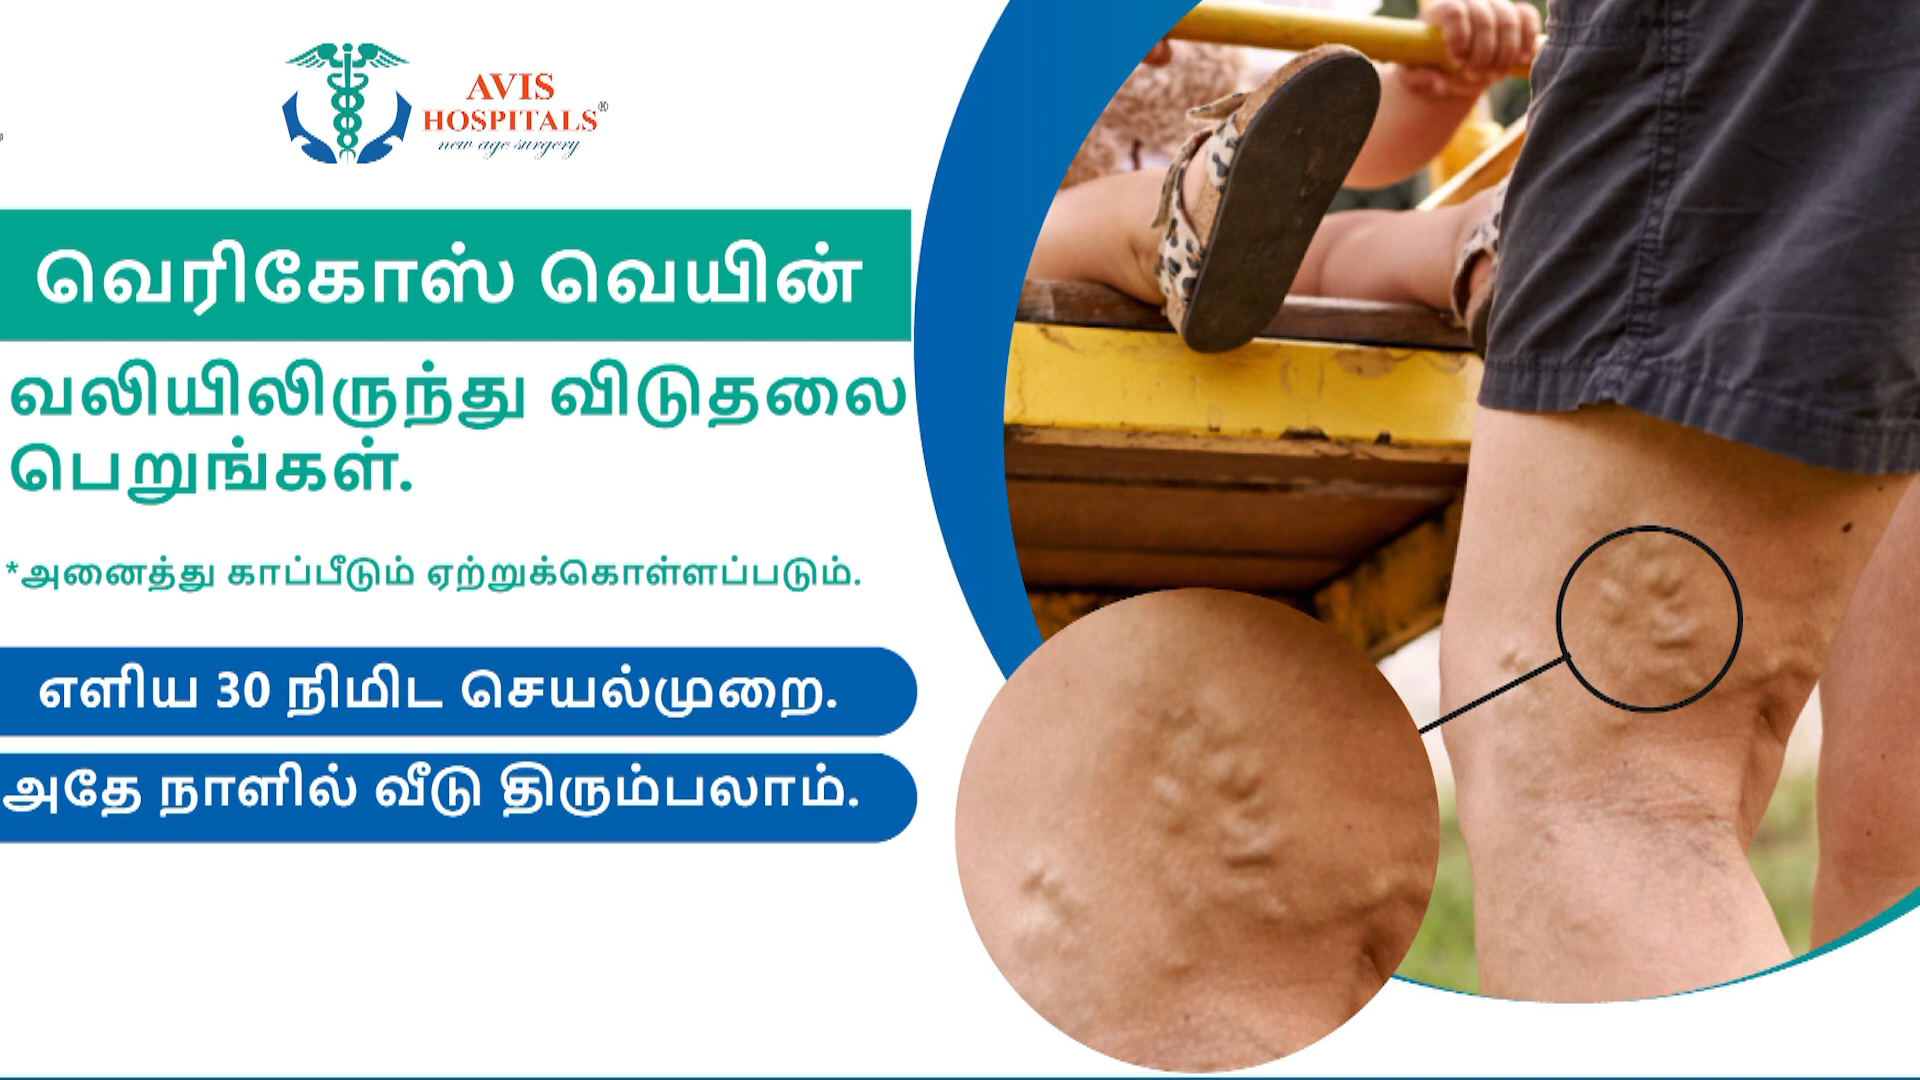 AVIS
HOSPITALS®
new age surgery
வெரிகோஸ் வெயின்
வலியிலிருந்து விடுதலை
பெறுங்கள்.
*அனைத்து காப்பீடும் ஏற்றுக்கொள்ளப்படும்.
எளிய 30 நிமிட செயல்முறை.
அதே நாளில் வீடு திரும்பலாம்.